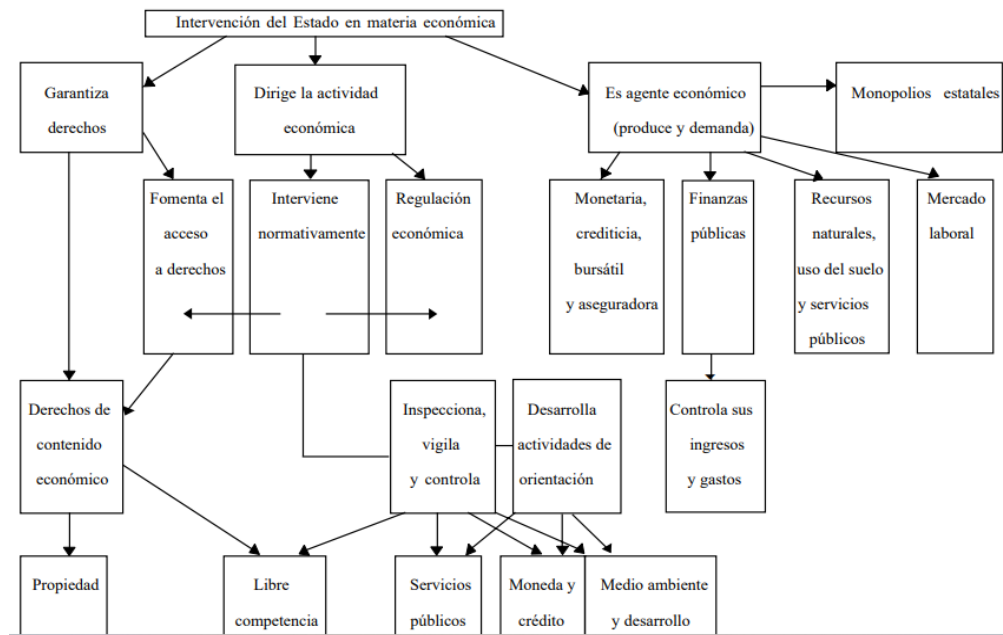 Intervención del Estado en materia económica
Garantiza
derechos
Dirige la actividad
económica
Es agente económico
(produce y demanda)
Monopolios estatales
Fomenta el
acceso
a derechos
Interviene
normativamente
Regulación
económica
Monetaria,
crediticia,
bursátil
y aseguradora
Finanzas
públicas
Recursos
naturales,
uso del suelo
y servicios
públicos
Mercado
laboral
Derechos de
contenido
económico
Inspecciona,
vigila
y controla
Desarrolla
actividades de
orientación
Controla sus
ingresos
y gastos
Propiedad
Libre
competencia
Servicios
públicos
Moneda y
crédito
Medio ambiente
y desarrollo